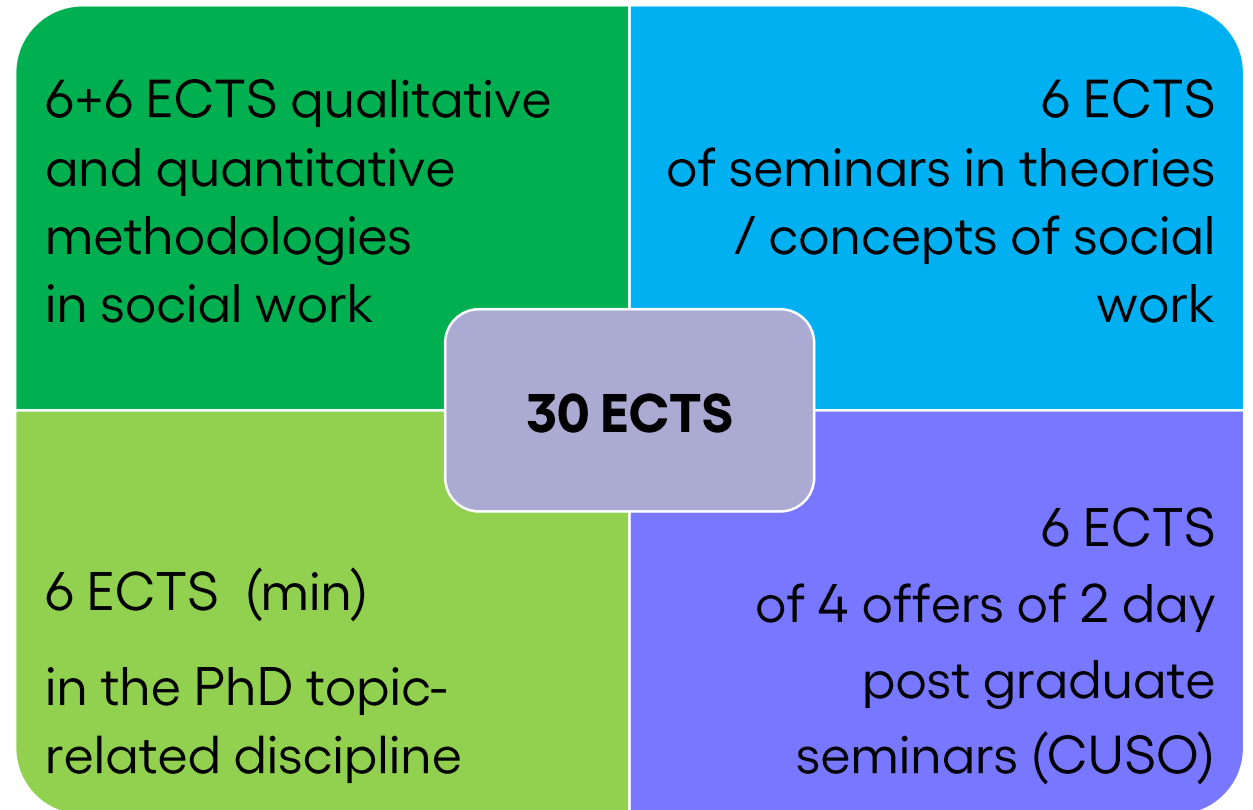 6+6 ECTS qualitative
and quantitative
methodologies
in social work
6 ECTS
of seminars in theories
/ concepts of social
work
30 ECTS
6 ECTS  (min)
in the PhD topic-
related discipline
6 ECTS
of 4 offers of 2 day
post graduate
seminars (CUSO)